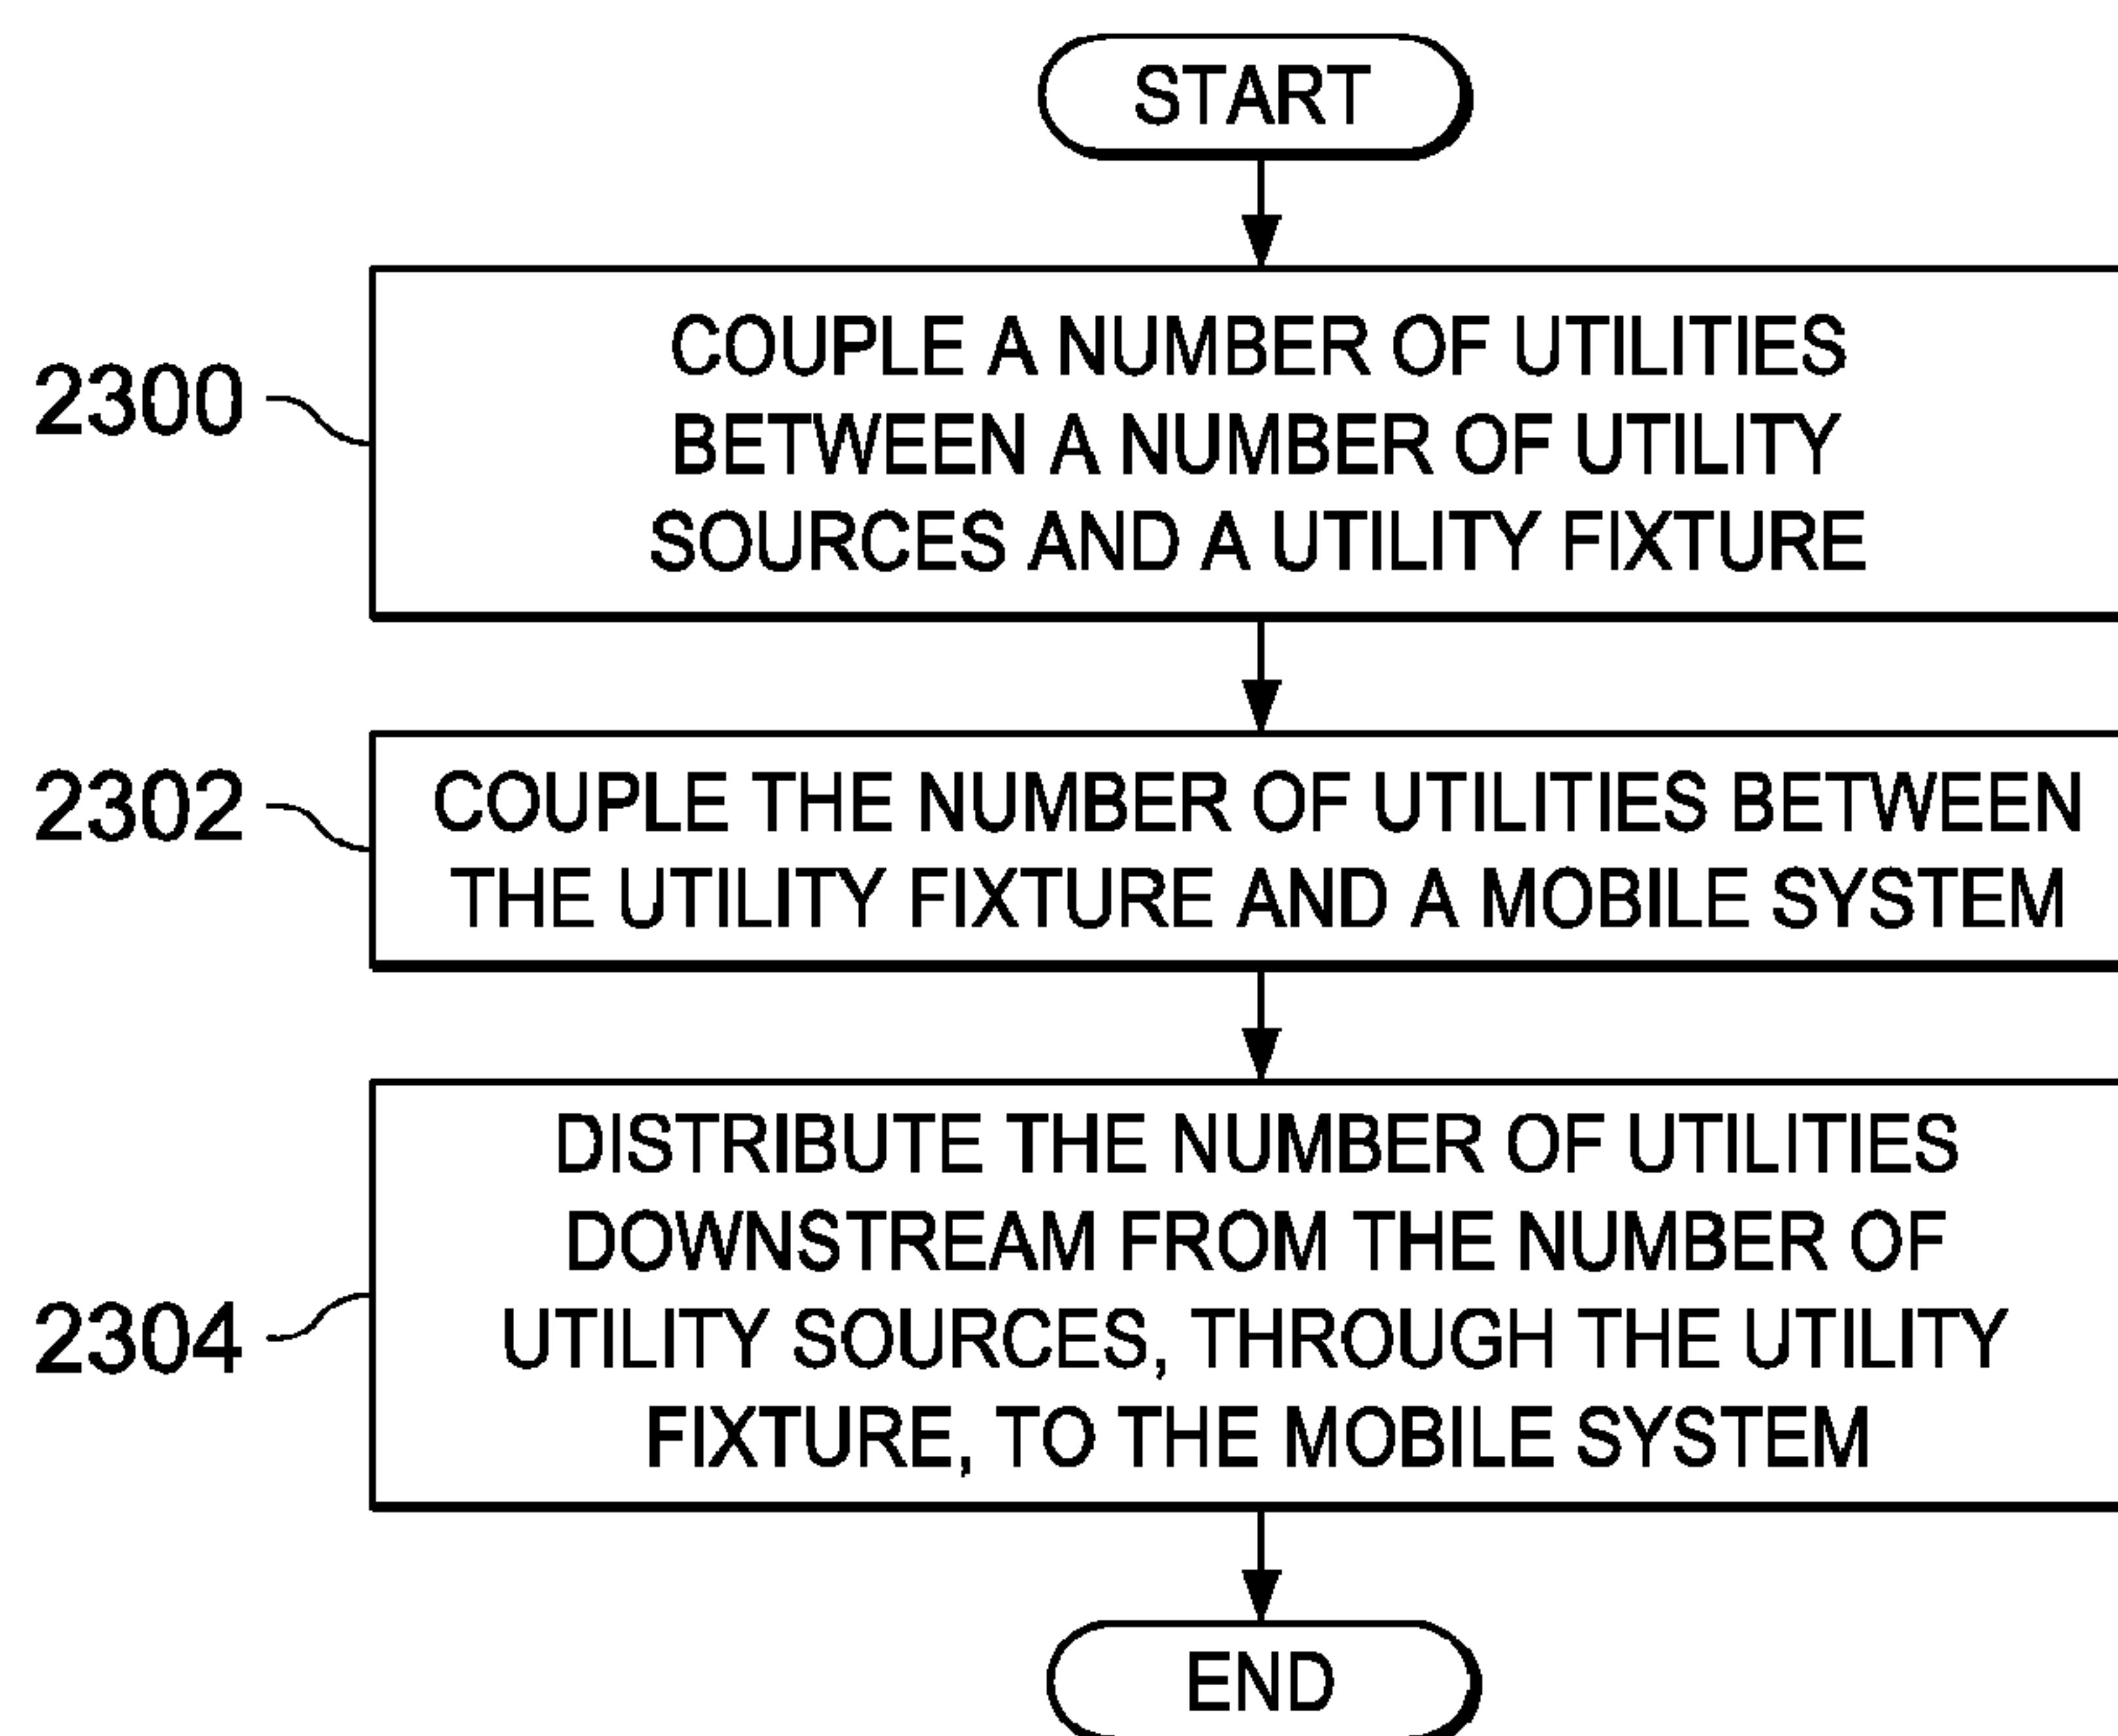 START
2300
COUPLE A NUMBER OF UTILITIES
BETWEEN A NUMBER OF UTILITY
SOURCES AND A UTILITY FIXTURE
2302
COUPLE THE NUMBER OF UTILITIES BETWEEN
THE UTILITY FIXTURE AND A MOBILE SYSTEM
2304
DISTRIBUTE THE NUMBER OF UTILITIES
DOWNSTREAM FROM THE NUMBER OF
UTILITY SOURCES, THROUGH THE UTILITY
FIXTURE, TO THE MOBILE SYSTEM
END